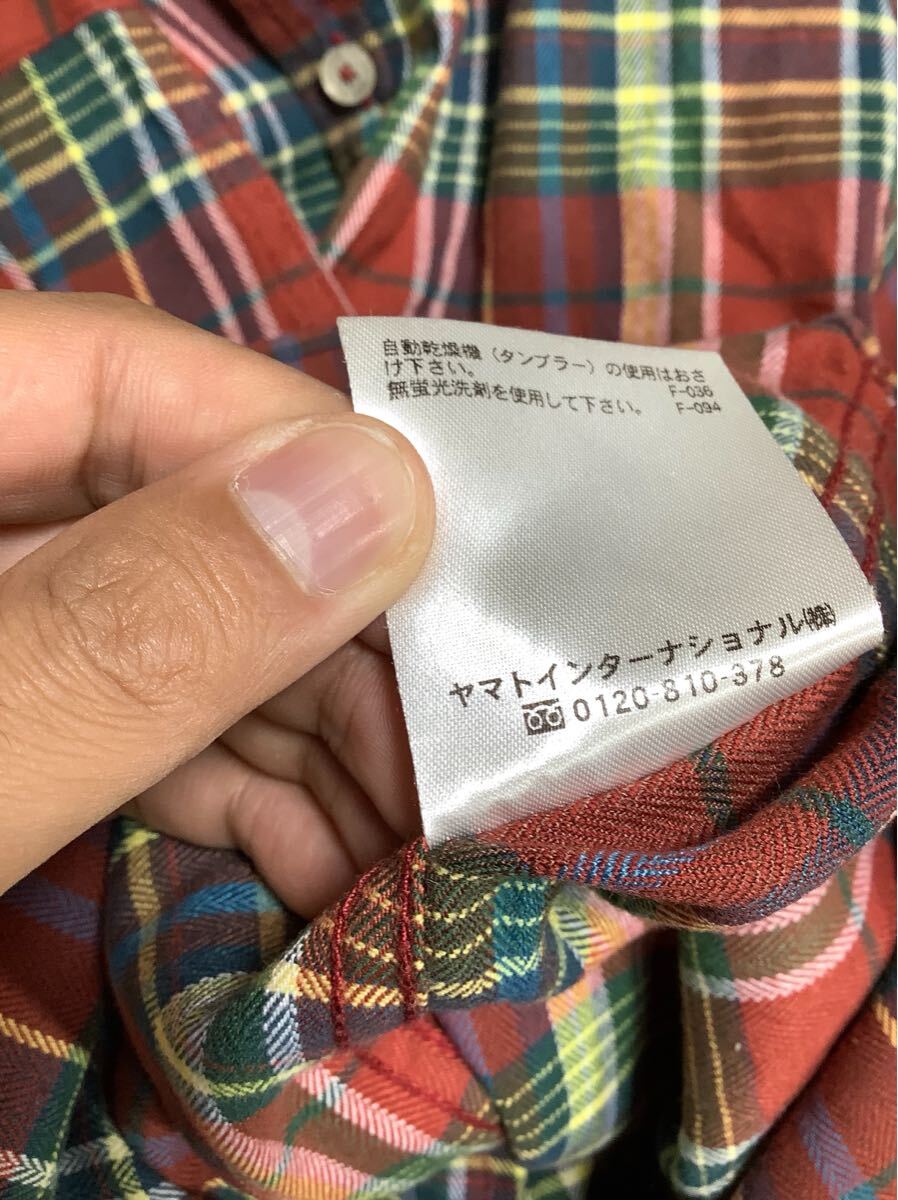 自動乾燥機（タンブラー）の使用はおさ
け下さい。 F-036
無蛍光洗剤を使用して下さい。 F-094
ヤマトインターナショナル㈱
0120-810-378